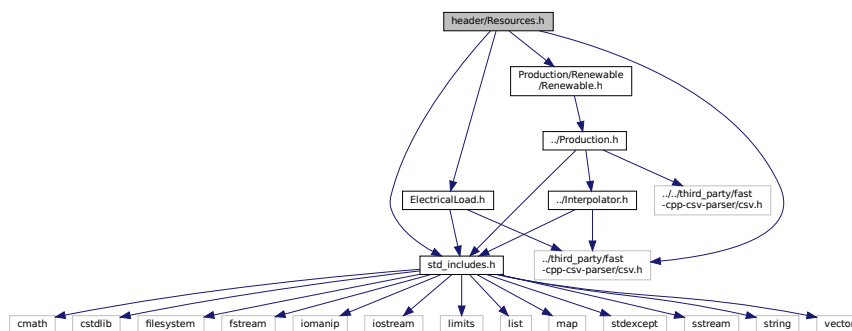 header/Resources.h
Production/Renewable
/Renewable.h
../Production.h
../../third_party/fast
-cpp-csv-parser/csv.h
ElectricalLoad.h
../Interpolator.h
../third_party/fast
-cpp-csv-parser/csv.h
std_includes.h
cmath
cstdlib
filesystem
fstream
iomanip
iostream
limits
list
map
stdexcept
sstream
string
vector